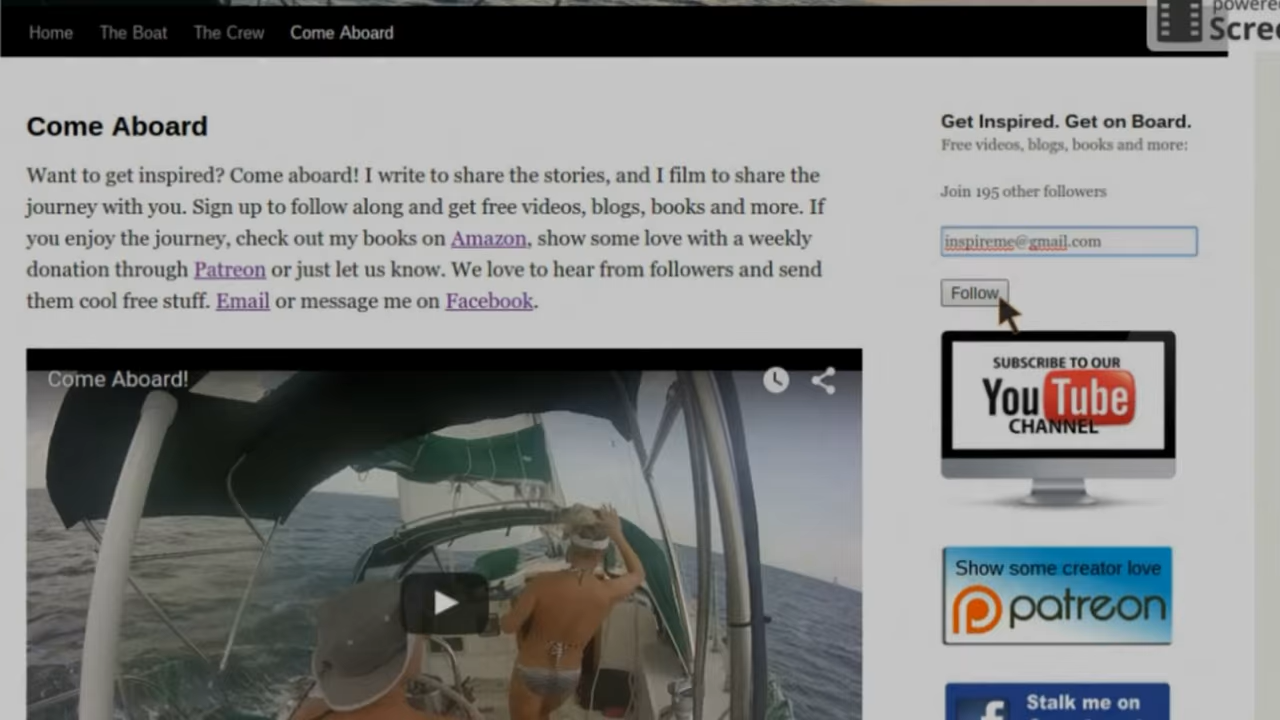 powered
Scre
Home The Boat The Crew Come Aboard
Come Aboard
Want to get inspired? Come aboard! I write to share the stories, and I film to share the
journey with you. Sign up to follow along and get free videos, blogs, books and more. If
you enjoy the journey, check out my books on Amazon, show some love with a weekly
donation through Patreon or just let us know. We love to hear from followers and send
them cool free stuff. Email or message me on Facebook.
Come Aboard!
Get Inspired. Get on Board.
Free videos, blogs, books and more:
Join 195 other followers
inspireme@gmail.com
Follow
SUBSCRIBE TO OUR
YouTube
CHANNEL
Show some creator love
patreon
Stalk me on